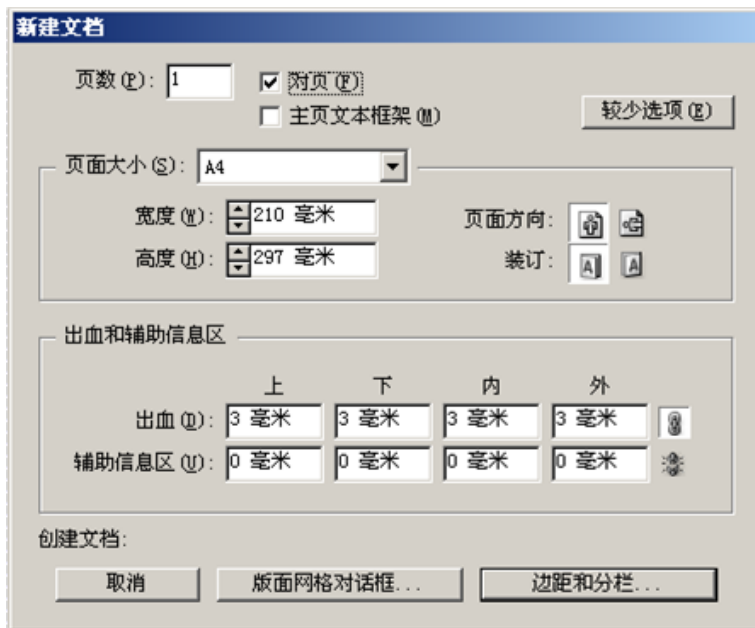 新建文档
页数(P): 1 对页(F)
主页文本框架(M)
较少选项(E)
页面大小(S): A4
宽度(W): 210 毫米 页面方向:
高度(H): 297 毫米 装订: A A
出血和辅助信息区
上 下 内 外
出血(D): 3 毫米 3 毫米 3 毫米 3 毫米
辅助信息区(U): 0 毫米 0 毫米 0 毫米 0 毫米
创建文档:
取消 版面网格对话框... 边距和分栏...